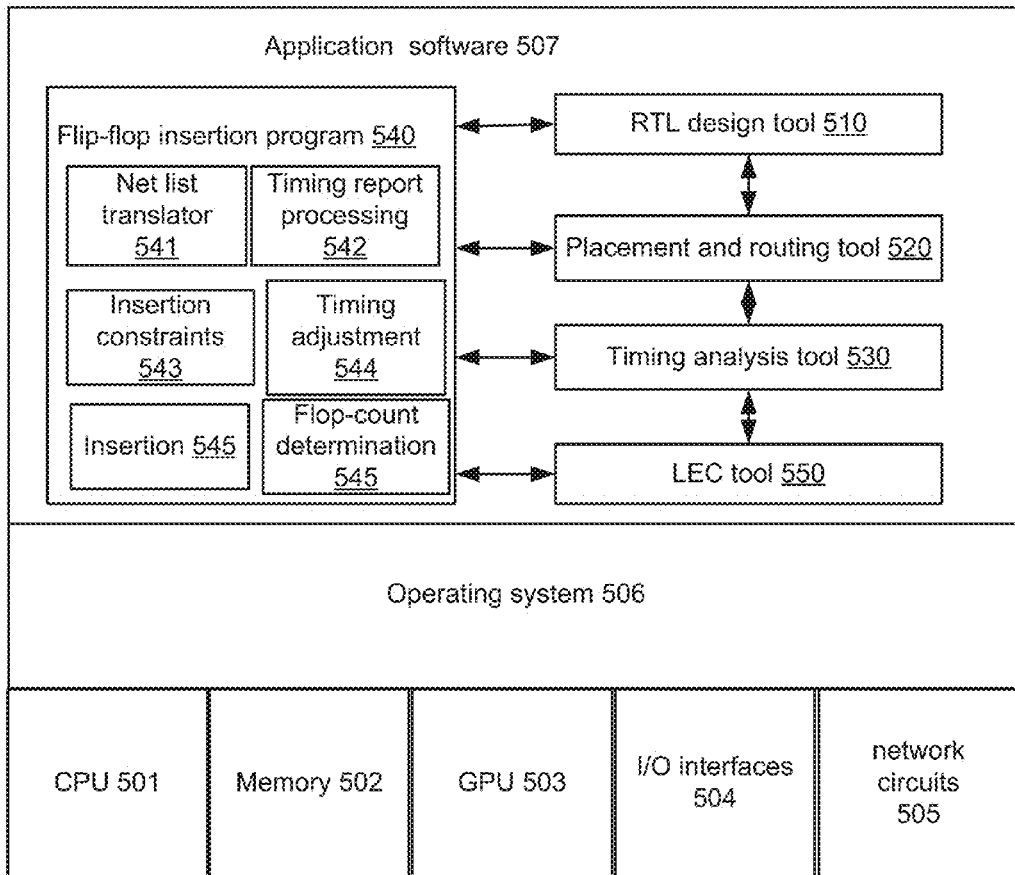 Application software 507
Flip-flop insertion program 540
Net list
translator
541
Timing report
processing
542
Insertion
constraints
543
Timing
adjustment
544
Insertion 545
Flop-count
determination
545
RTL design tool 510
Placement and routing tool 520
Timing analysis tool 530
LEC tool 550
Operating system 506
CPU 501
Memory 502
GPU 503
I/O interfaces
504
network
circuits
505